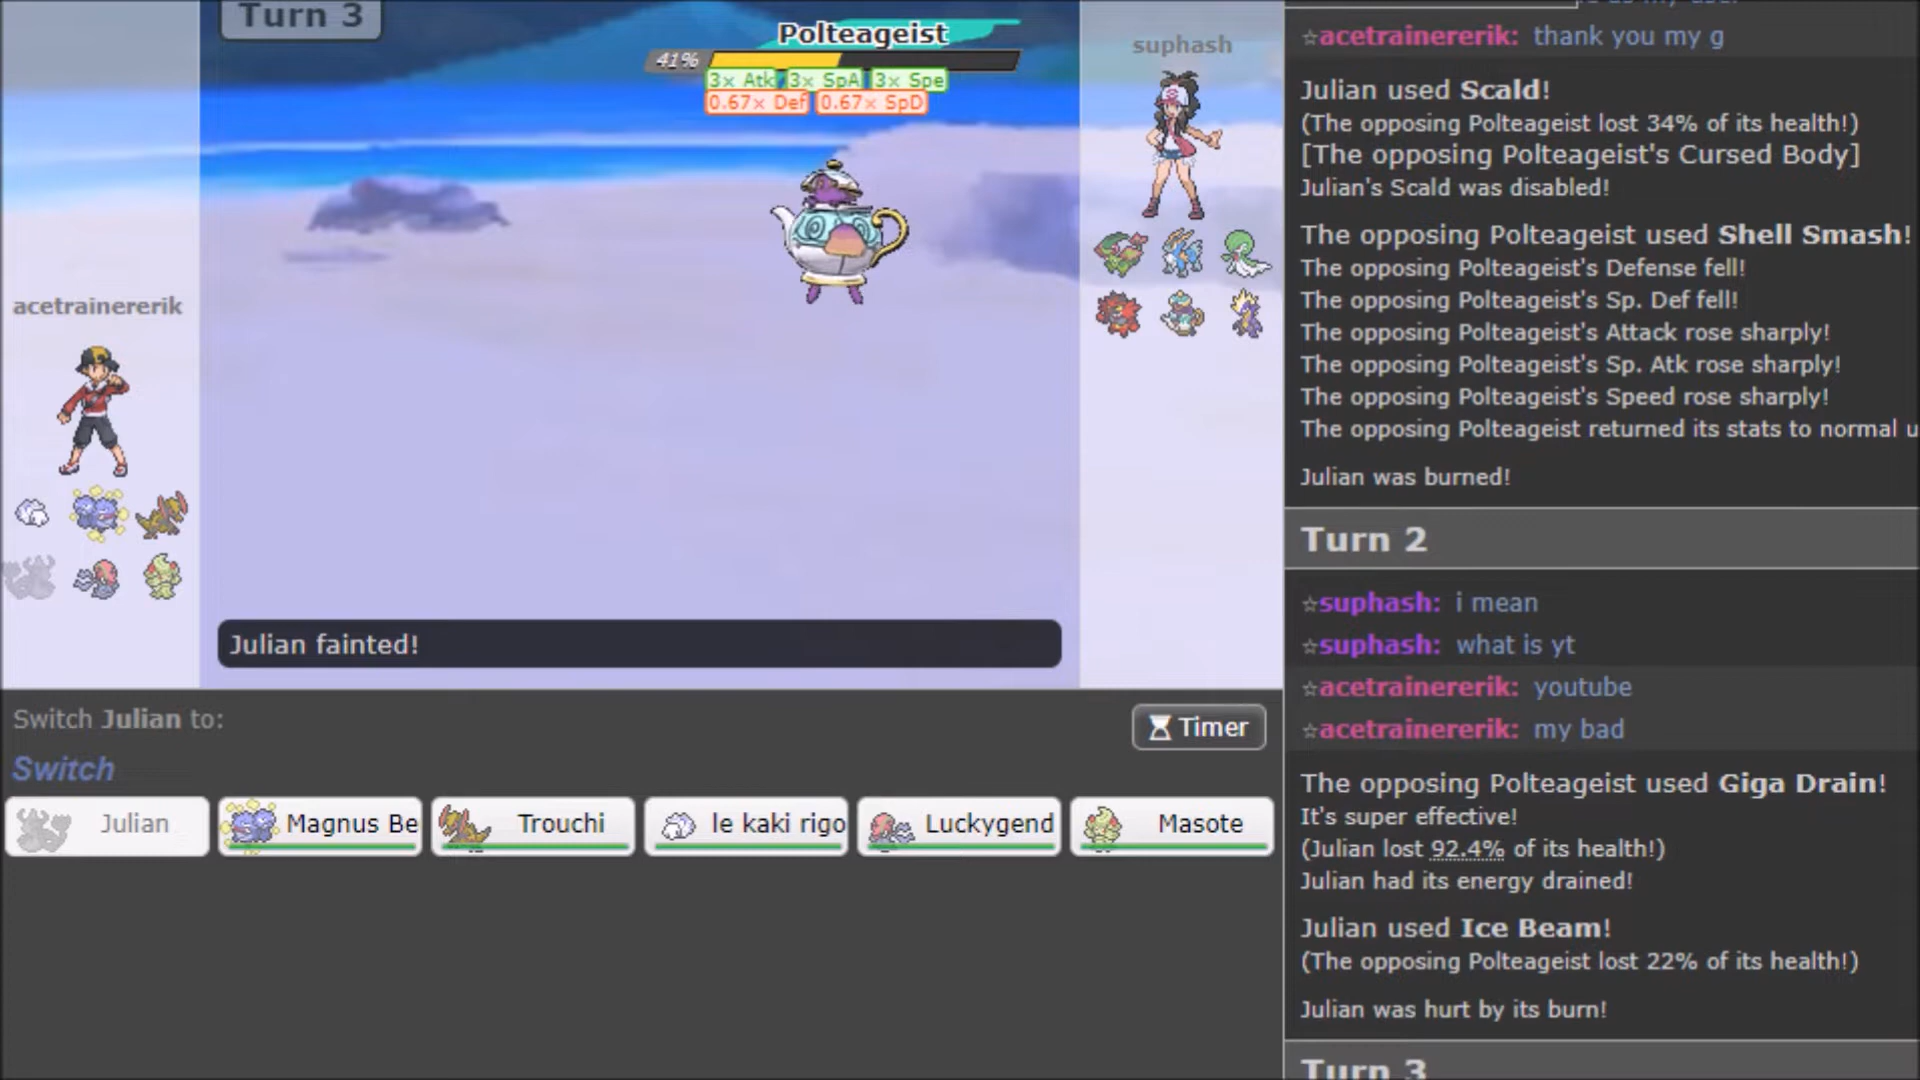 Turn 3
Polteageist
41%
3× Atk 3× SpA 3× Spe
0.67× Def 0.67× SpD
suphash
acetrainererik
Julian fainted!
Switch Julian to:
Timer
Switch
Julian
Magnus Be
Trouchi
le kaki rigo
Luckygend
Masote
☆acetrainererik: thank you my g
Julian used Scald!
(The opposing Polteageist lost 34% of its health!)
[The opposing Polteageist's Cursed Body]
Julian's Scald was disabled!
The opposing Polteageist used Shell Smash!
The opposing Polteageist's Defense fell!
The opposing Polteageist's Sp. Def fell!
The opposing Polteageist's Attack rose sharply!
The opposing Polteageist's Sp. Atk rose sharply!
The opposing Polteageist's Speed rose sharply!
The opposing Polteageist returned its stats to normal u
Julian was burned!
Turn 2
☆suphash: i mean
☆suphash: what is yt
☆acetrainererik: youtube
☆acetrainererik: my bad
The opposing Polteageist used Giga Drain!
It's super effective!
(Julian lost 92.4% of its health!)
Julian had its energy drained!
Julian used Ice Beam!
(The opposing Polteageist lost 22% of its health!)
Julian was hurt by its burn!
Turn 3